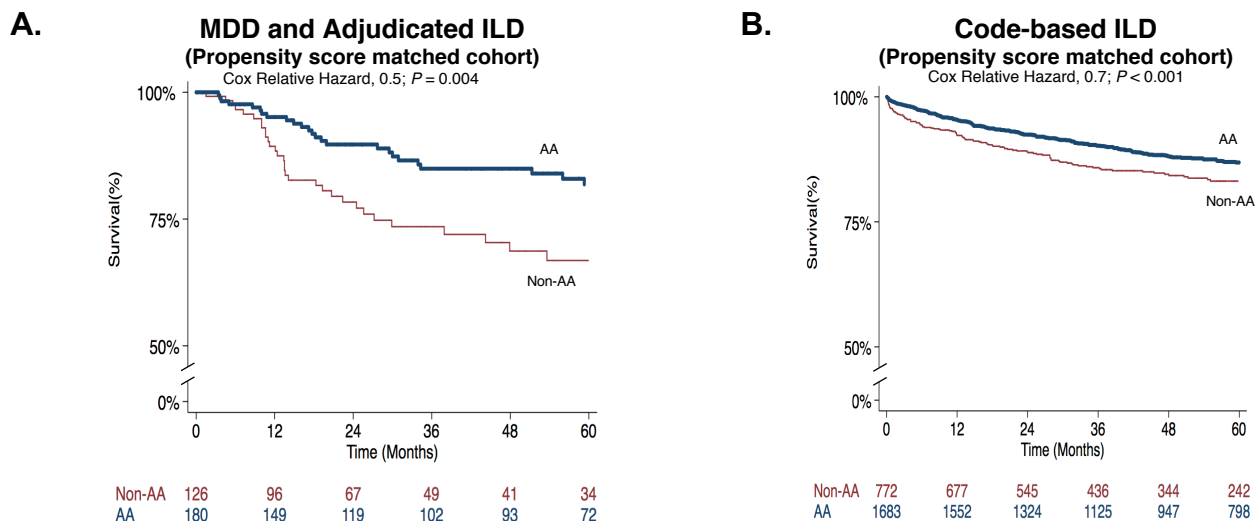 A.
MDD and Adjudicated ILD
(Propensity score matched cohort)
Cox Relative Hazard, 0.5; P = 0.004
100%
75%
50%
0%
Survival(%)
AA
Non-AA
0 12 24 36 48 60
Time (Months)
Non-AA 126 96 67 49 41 34
AA 180 149 119 102 93 72
B.
Code-based ILD
(Propensity score matched cohort)
Cox Relative Hazard, 0.7; P < 0.001
100%
75%
50%
0%
Survival(%)
AA
Non-AA
0 12 24 36 48 60
Time (Months)
Non-AA 772 677 545 436 344 242
AA 1683 1552 1324 1125 947 798